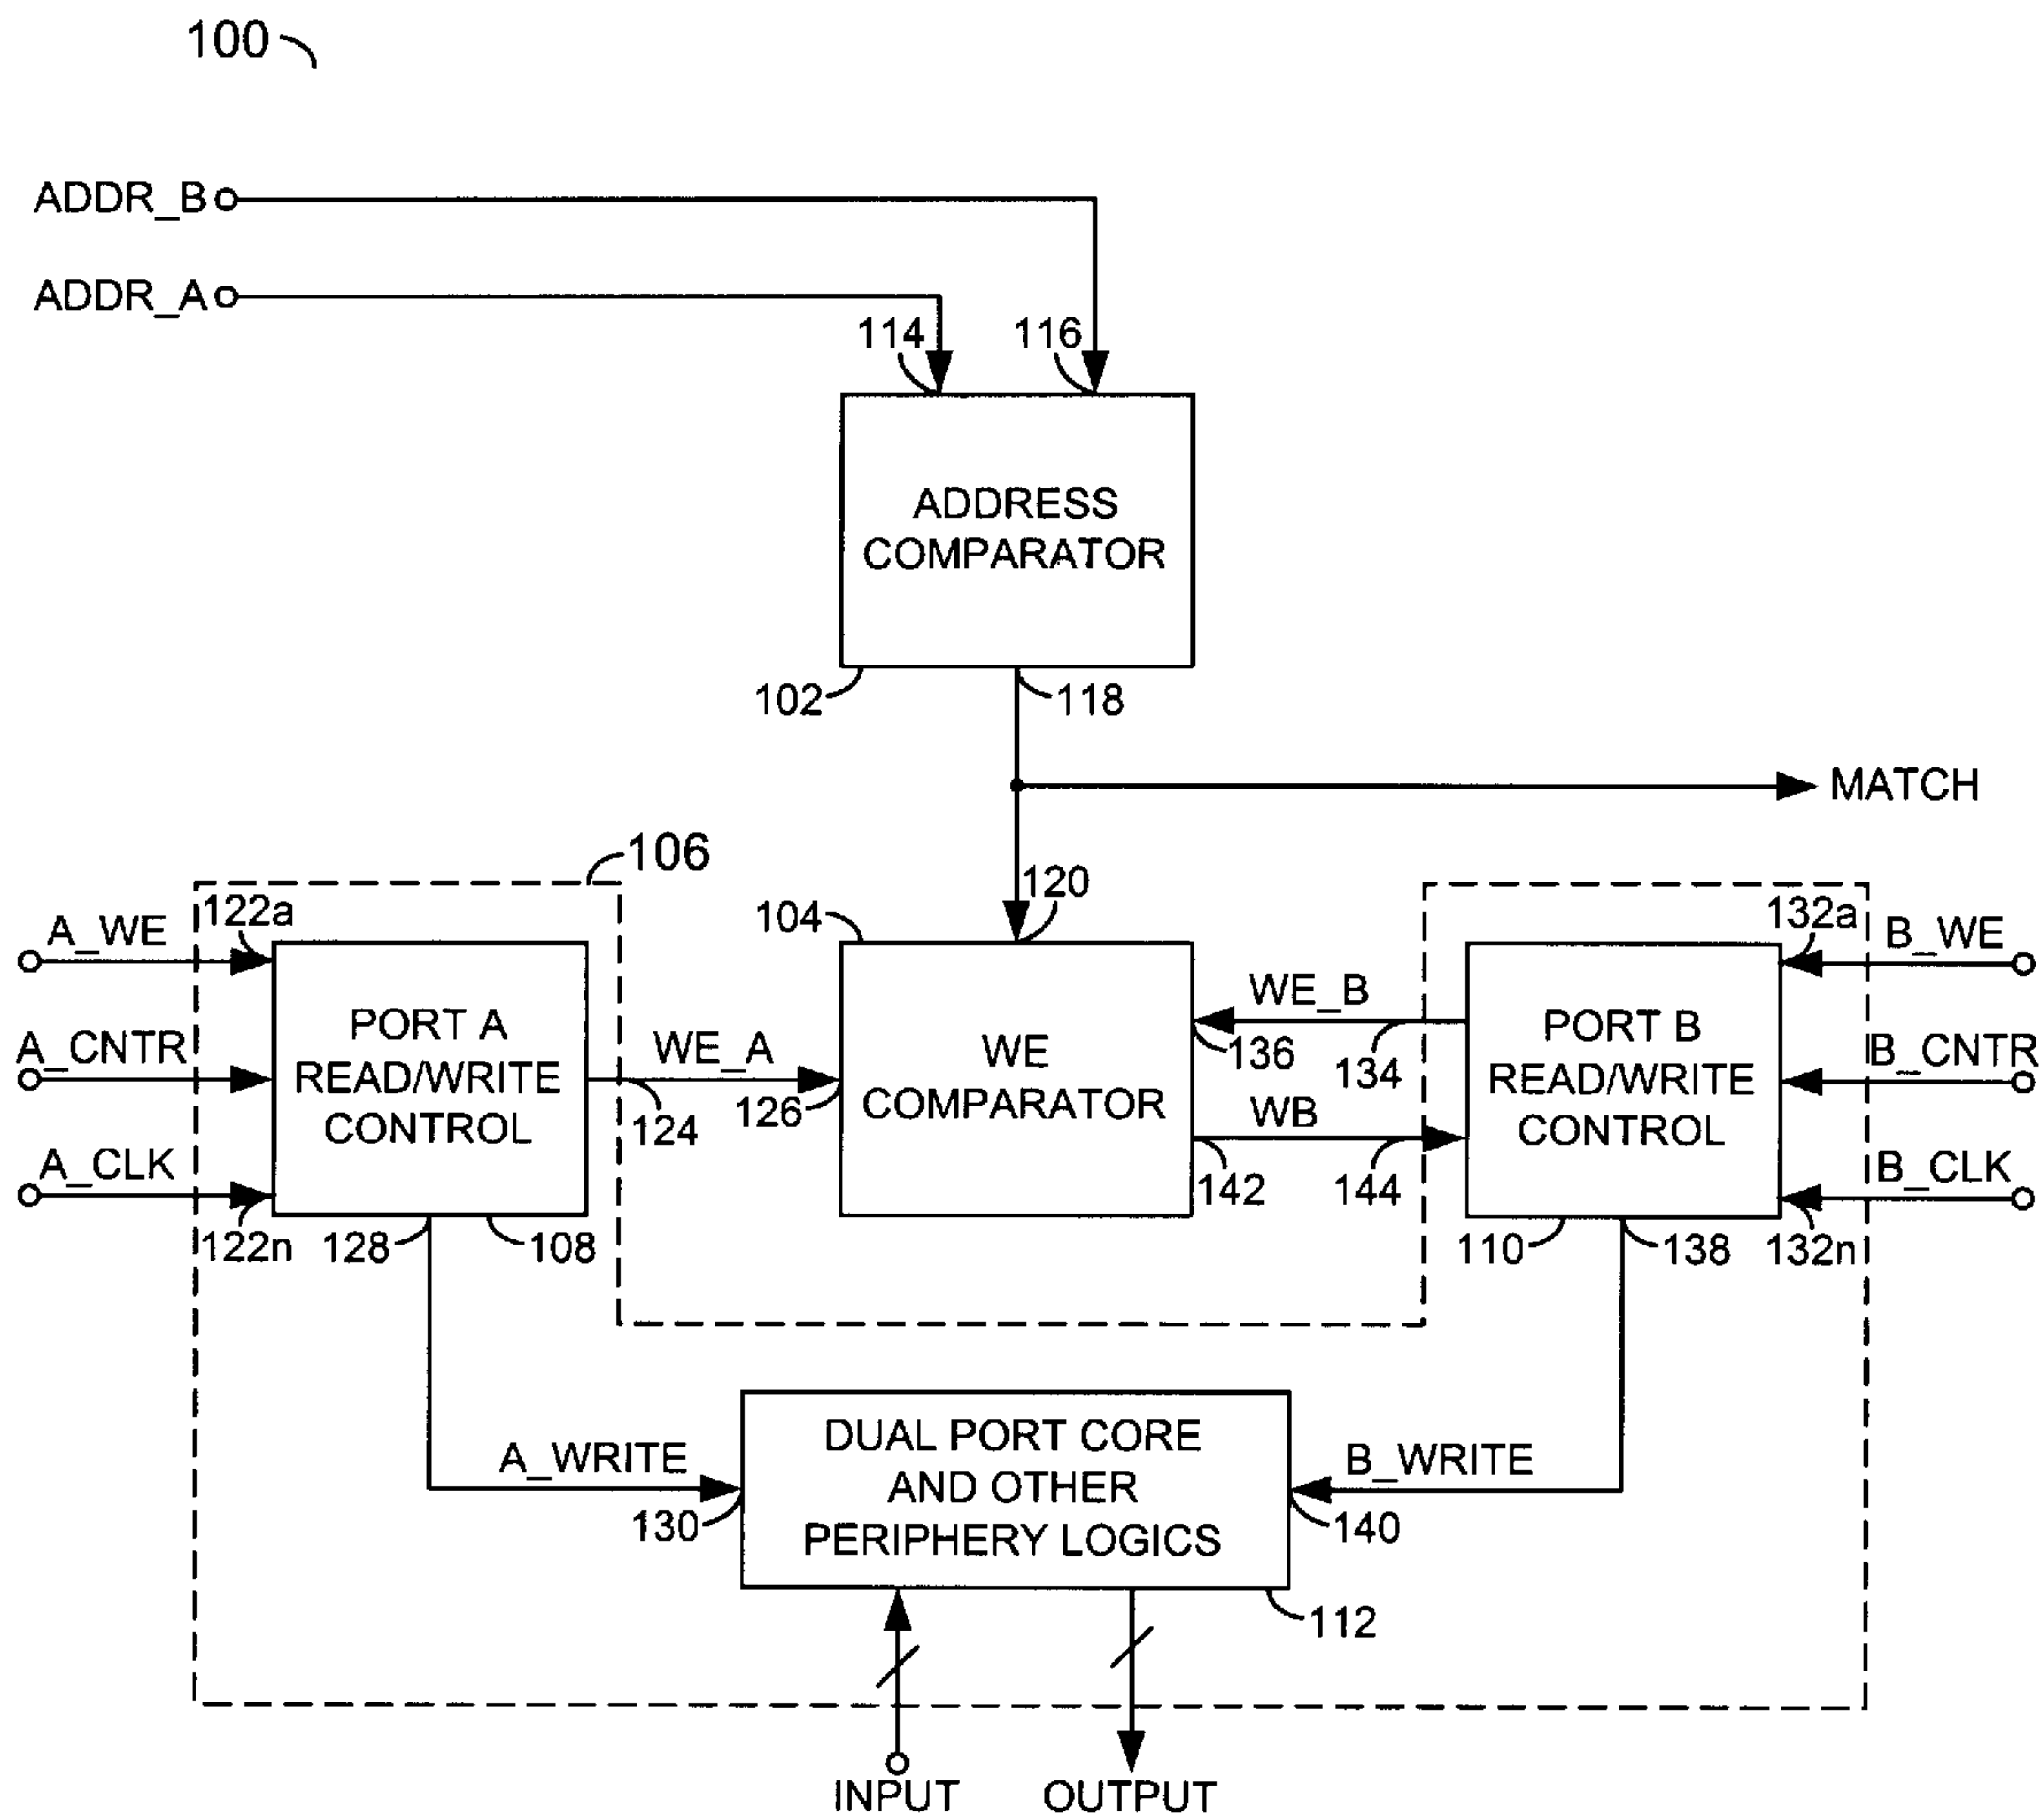 100
ADDR_B
ADDR_A
114
116
ADDRESS
COMPARATOR
102
118
MATCH
106
120
122a
104
132a
A_WE
B_WE
WE_B
PORT A
READ/WRITE
CONTROL
WE_A
WE
COMPARATOR
136
134
PORT B
READ/WRITE
CONTROL
A_CNTR
B_CNTR
124
126
WB
A_CLK
B_CLK
142
144
122n
128
108
110
138
132n
A_WRITE
DUAL PORT CORE
AND OTHER
PERIPHERY LOGICS
B_WRITE
130
140
112
INPUT
OUTPUT